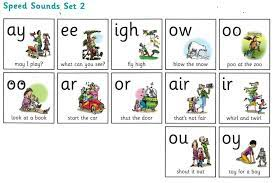 Speed Sounds Set 2
ay
ee
igh
ow
oo
may I play?
what can you see?
fly high
blow the snow
poo at the zoo
oo
ar
or
air
ir
look at a book
start the car
shut the door
that's not fair
whirl and twirl
ou
oy
shout it out
toy for a boy